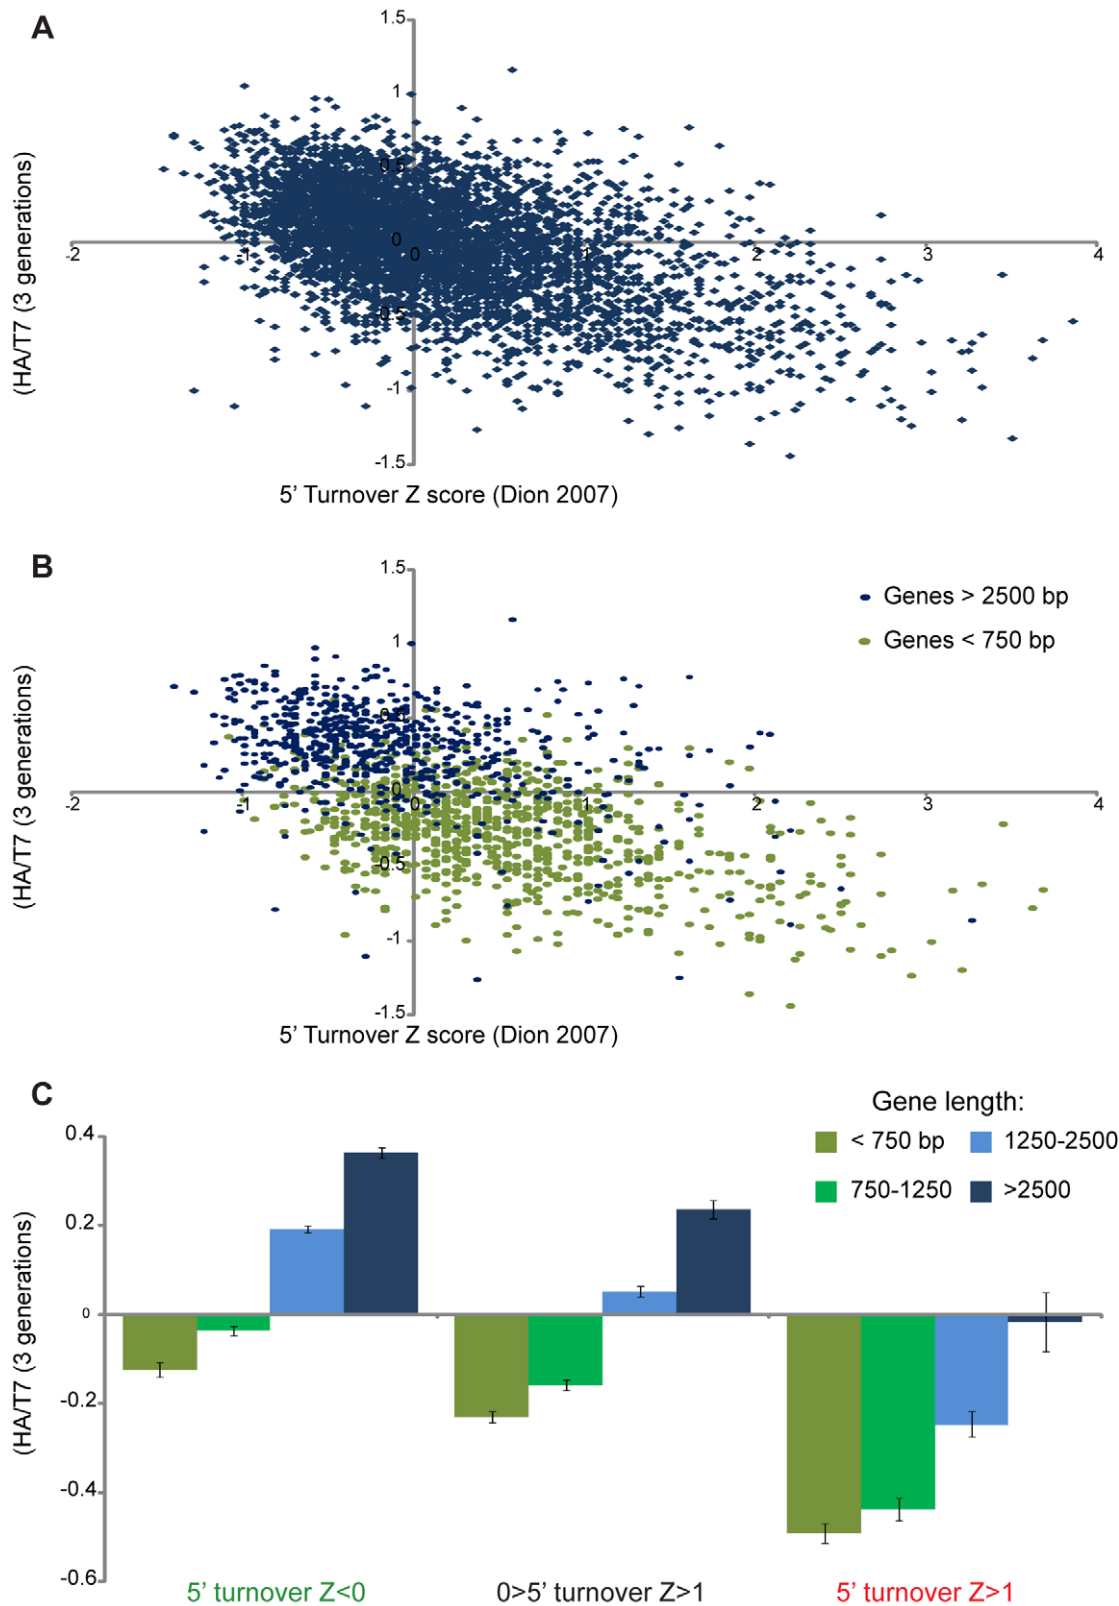 A
1.5
1
0.5
0
0
-2
-1
1
2
3
4
-0.5
-1
-1.5
(HA/T7 (3 generations)
5’ Turnover Z score (Dion 2007)
B
1.5
Genes > 2500 bp
Genes < 750 bp
1
0.5
0
0
-2
-1
1
2
3
4
-0.5
-1
-1.5
(HA/T7 (3 generations)
5’ Turnover Z score (Dion 2007)
C
Gene length:
< 750 bp
1250-2500
750-1250
>2500
0.4
0.2
0
-0.2
-0.4
-0.6
(HA/T7 (3 generations)
5’ turnover Z<0
0>5’ turnover Z>1
5’ turnover Z>1